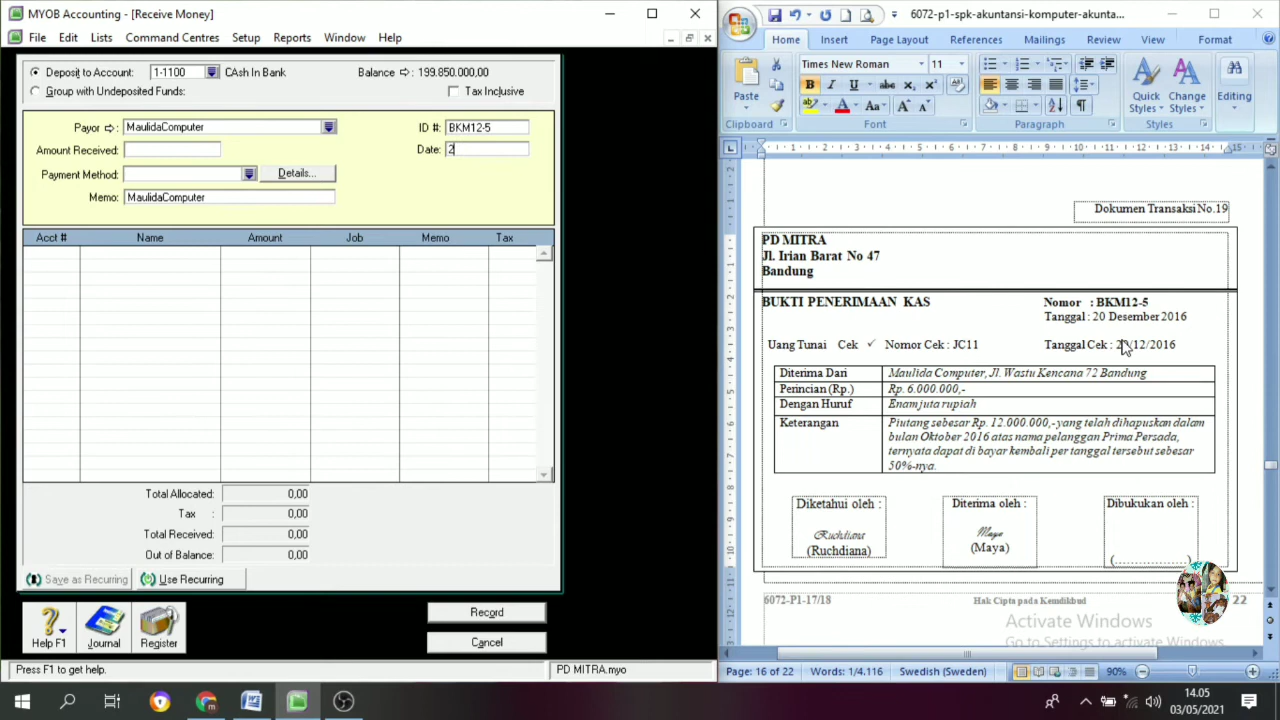 MYOB Accounting - [Receive Money]
File Edit Lists Command Centres Setup Reports Window Help
Deposit to Account: 1-1100 CAsh In Bank Balance 199.850.000,00
Group with Undeposited Funds: Tax Inclusive
Payor : MaulidaComputer ID #: BKM12-5
Amount Received: Date: 2
Payment Method: Details...
Memo: MaulidaComputer
Acct # Name Amount Job Memo Tax
Total Allocated: 0,00
Tax : 0,00
Total Received: 0,00
Out of Balance: 0,00
Save as Recurring Use Recurring
Record
Cancel
Help F1 Register
Press F1 to get help. PD MITRA.myo
6072-p1-spk-akuntansi-komputer-akunta...
Home Insert Page Layout References Mailings Review View Format
Times New Roman 11
Paste Quick Styles Change Styles Editing
Clipboard Font Paragraph Styles
Dokumen Transaksi No.19
PD MITRA
Jl. Irian Barat No 47
Bandung
BUKTI PENERIMAAN KAS Nomor : BKM12-5
Tanggal : 20 Desember 2016
Uang Tunai Cek ✓ Nomor Cek : JC11 Tanggal Cek : /12/2016
Diterima Dari Maulida Computer, Jl. Wastu Kencana 72 Bandung
Perincian (Rp.) Rp. 6.000.000,-
Dengan Huruf Enam juta rupiah
Keterangan Piutang sebesar Rp. 12.000.000,-yang telah dihapuskan dalam
bulan Oktober 2016 atas nama pelanggan Prima Persada,
ternyata dapat di bayar kembali per tanggal tersebut sebesar
50%-nya.
Diketahui oleh : Diterima oleh : Dibukukan oleh :
Ruchdiana Maya
(Ruchdiana) (Maya) (...............
6072-P1-17/18 Hak Cipta pada Kemdikbud 22
Activate Windows
Go to Settings to activate Windows.
Page: 16 of 22 Words: 1/4.116 Swedish (Sweden) 90%
14.05
03/05/2021